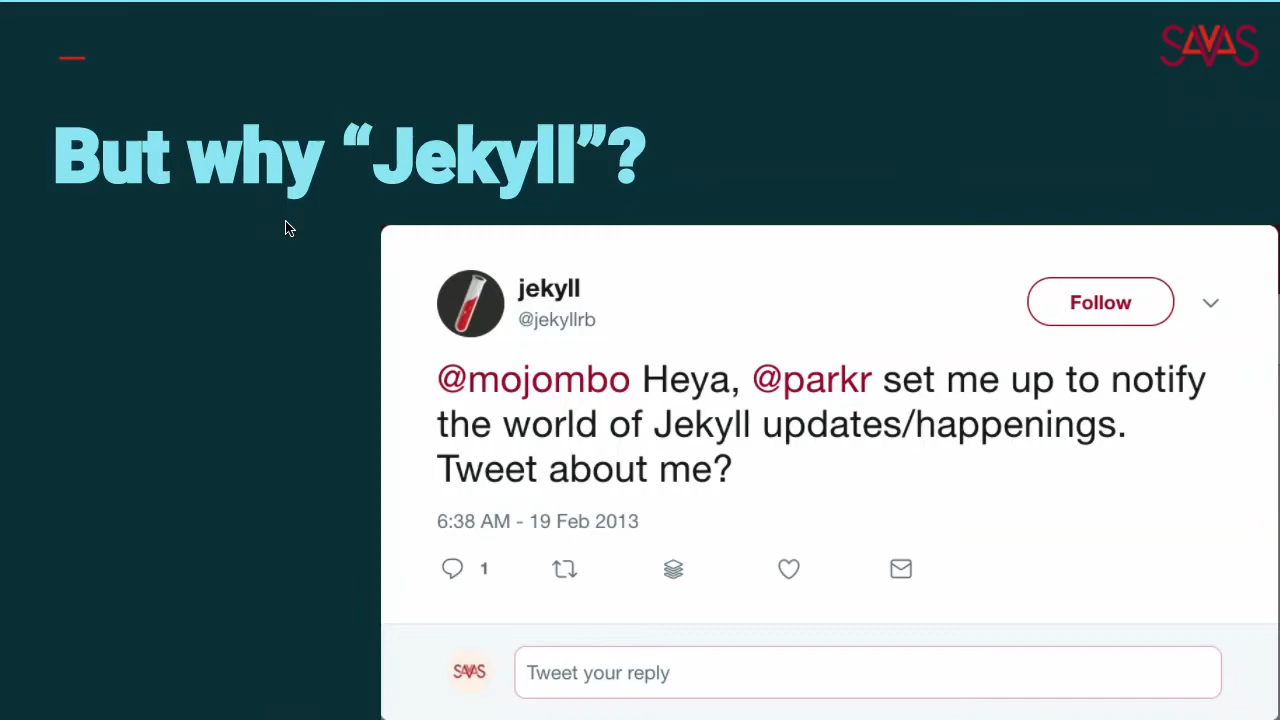 SAVAS
But why “Jekyll”?
jekyll
@jekyllrb
Follow
@mojombo Heya, @parkr set me up to notify
the world of Jekyll updates/happenings.
Tweet about me?
6:38 AM - 19 Feb 2013
1
SAVAS
Tweet your reply